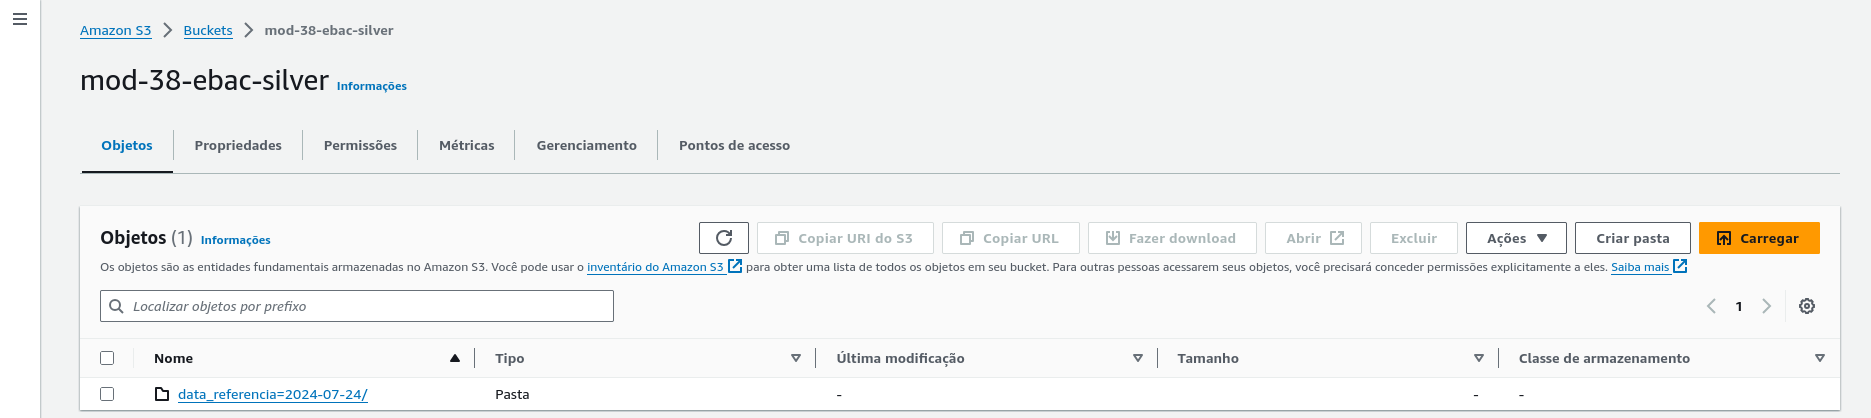 Amazon S3 > Buckets > mod-38-ebac-silver
mod-38-ebac-silver Informações
Objetos Propriedades Permissões Métricas Gerenciamento Pontos de acesso
Objetos (1) Informações Copiar URI do S3 Copiar URL Fazer download Abrir Excluir Ações Criar pasta Carregar
Os objetos são as entidades fundamentais armazenadas no Amazon S3. Você pode usar o inventário do Amazon S3 para obter uma lista de todos os objetos em seu bucket. Para outras pessoas acessarem seus objetos, você precisará conceder permissões explicitamente a eles. Saiba mais
Localizar objetos por prefixo 1
Nome Tipo Última modificação Tamanho Classe de armazenamento
data_referencia=2024-07-24/ Pasta - - -